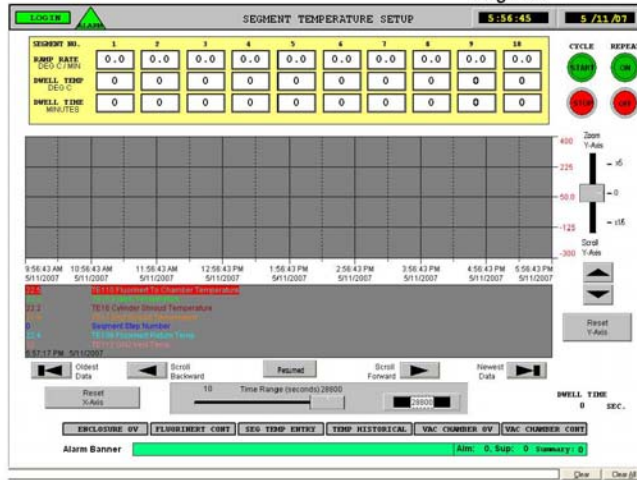 LOGIN ALARM SEGMENT TEMPERATURE SETUP 5:56:45 5 /11/07
SEGMENT NO. 1 2 3 4 5 6 7 8 9 10
RAMP RATE 0.0 0.0 0.0 0.0 0.0 0.0 0.0 0.0 0.0 0.0
DEG C / MIN
DWELL TEMP 0 0 0 0 0 0 0 0 0 0
DEG C
DWELL TIME 0 0 0 0 0 0 0 0 0 0
MINUTES
CYCLE REPEAT
START ON
STOP OFF
400
225
50.0
-125
-300
Zoom
Y-Axis
x6
0
Scroll
Y-Axis
Reset
Y-Axis
9:56:43 AM 10:56:43 AM 11:56:43 AM 12:56:43 PM 1:56:43 PM 2:56:43 PM 3:56:43 PM 4:56:43 PM 5:56:43 PM
5/11/2007 5/11/2007 5/11/2007 5/11/2007 5/11/2007 5/11/2007 5/11/2007 5/11/2007 5/11/2007
Chamber Temperature
22.2 Cylinder Shroud Temperature
0 Segment Step Number
5:57:17 PM 5/11/2007
Oldest
Data
Scroll
Backward
Resumed
Scroll
Forward
Newest
Data
Reset
X-Axis
10 Time Range (seconds) 28800
28800
DWELL TIME
0 SEC.
ENCLOSURE OV FLUORINERT CONT SEG TEMP ENTRY TEMP HISTORICAL VAC CHAMBER OV VAC CHAMBER CONT
Alarm Banner Alm: 0, Sup: 0 Summary: 0
Clear Clear All